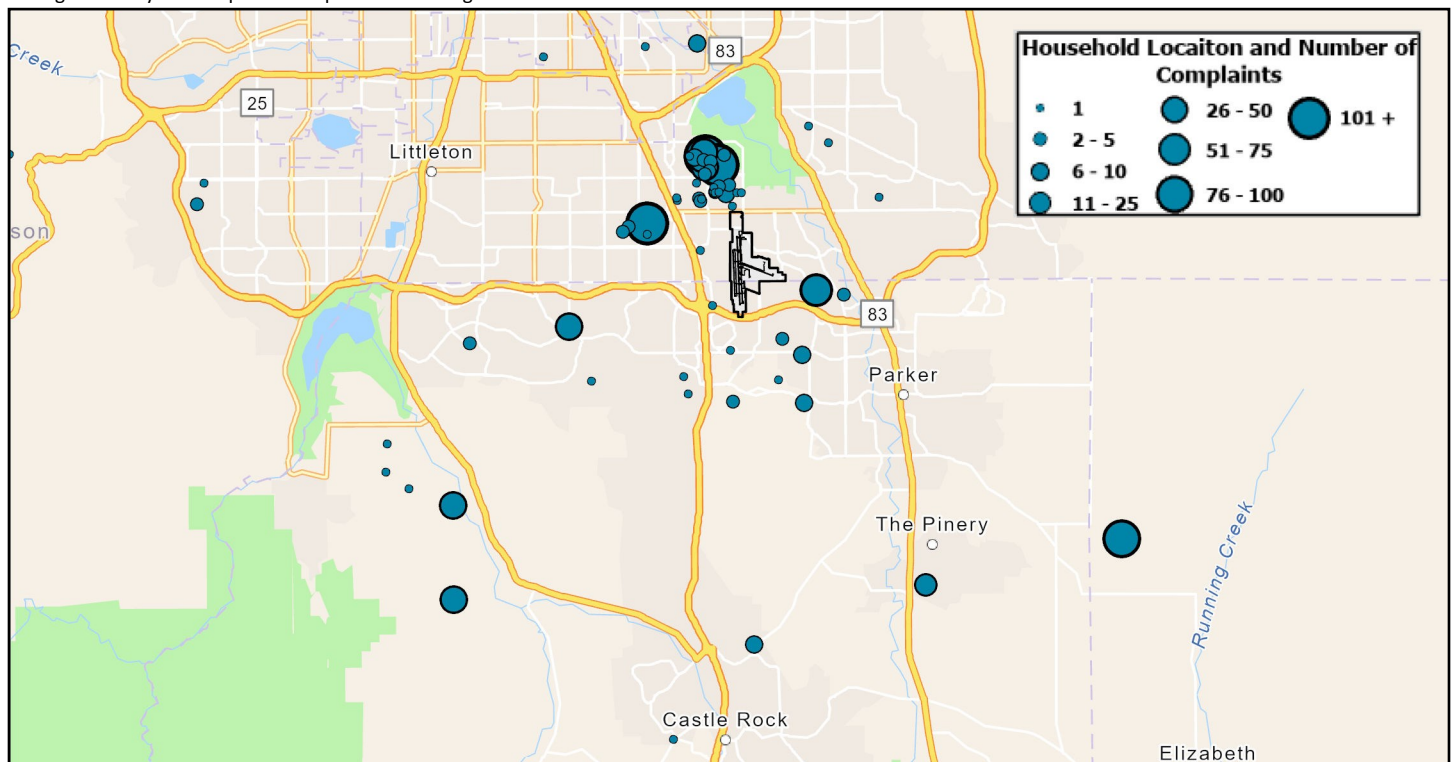 Creek
83
25
Littleton
son
Household Locaiton and Number of
Complaints
1
2 - 5
6 - 10
11 - 25
26 - 50
51 - 75
76 - 100
101 +
83
Parker
The Pinery
Running Creek
Castle Rock
Elizabeth